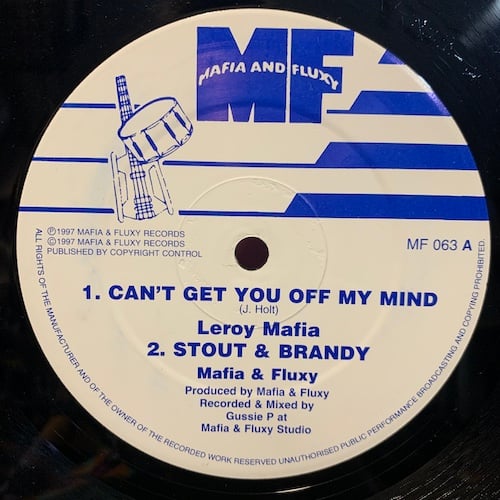 MF
MAFIA AND FLUXY
℗1997 MAFIA & FLUXY RECORDS
©1997 MAFIA & FLUXY RECORDS
PUBLISHED BY COPYRIGHT CONTROL
MF 063 A
1. CAN'T GET YOU OFF MY MIND
(J. Holt)
Leroy Mafia
2. STOUT & BRANDY
Mafia & Fluxy
Produced by Mafia & Fluxy
Recorded & Mixed by
Gussie P at
Mafia & Fluxy Studio
ALL RIGHTS OF THE MANUFACTURER AND OF THE OWNER OF THE RECORDED WORK RESERVED UNAUTHORISED PUBLIC PERFORMANCE BROADCASTING AND COPYING PROHIBITED.